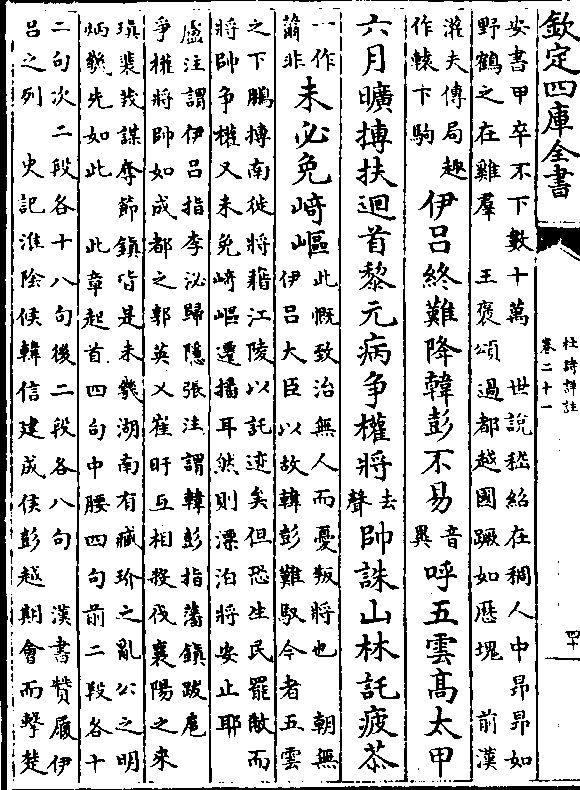 欽定四庫全書
杜詩詳註
卷二十一
四十
安書甲卒不下數十萬　世說嵇紹在稠人中昂昂如
野鶴之在雞羣　王褒頌過都越國蹶如歷塊　前漢
灌夫傳局趣
作轅下駒
伊呂終難降韓彭不易
音
異
呼五雲高太甲
六月曠摶扶迴首黎元病爭權將
去
聲
帥誅山林託疲苶
一作
薾非
未必免崎嶇
此慨致治無人而憂叛將也　朝無
伊呂大臣以故韓彭難馭今者五雲
之下鵬摶南徙將藉江陵以託迹矣但恐生民罷敝而
將帥爭權又未免崎嶇遷播耳然則漂泊將安止耶
盧注謂伊呂指李泌歸隱張注謂韓彭指藩鎮跋扈
爭權將帥如成都之郭英乂崔旰互相殺伐襄陽之來
瑱裴茙謀奪節鎮皆是未幾湖南有臧玠之亂公之明
炳幾先如此　此章起首四句中腰四句前二段各十
二句次二段各十八句後二段各八句　漢書贊履伊
呂之列　史記淮陰侯韓信建成侯彭越期會而擊楚